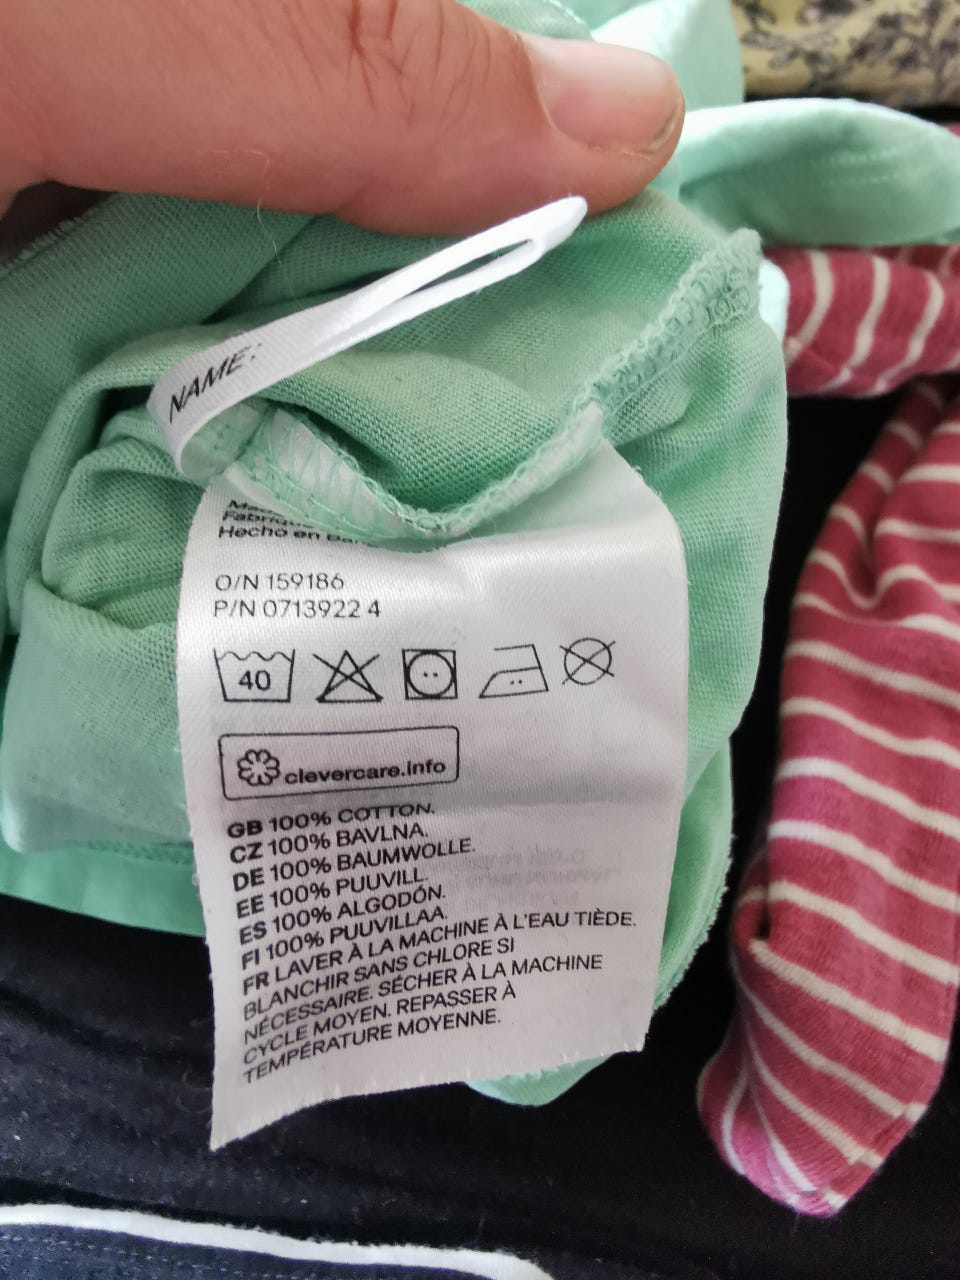 NAME:
Hecho en
O/N 159186
P/N 0713922 4
40
clevercare.info
GB 100% COTTON.
CZ 100% BAVLNA.
DE 100% BAUMWOLLE.
EE 100% PUUVILL.
ES 100% ALGODÓN.
FI 100% PUUVILLAA.
FR LAVER À LA MACHINE À L'EAU TIÈDE.
BLANCHIR SANS CHLORE SI
NÉCESSAIRE. SÉCHER À LA MACHINE
CYCLE MOYEN. REPASSER À
TEMPÉRATURE MOYENNE.